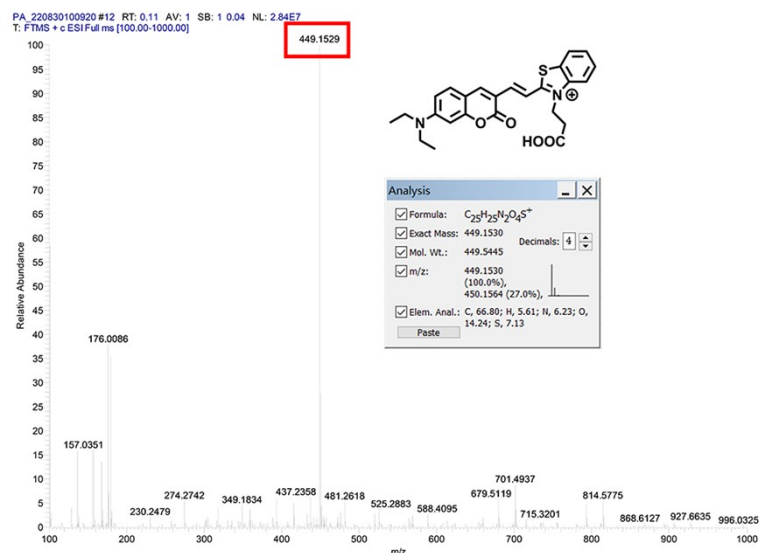 PA_220830100920 #12 RT: 0.11 AV: 1 SB: 1 0.04 NL: 2.84E7
T: FTMS + c ESI Full ms [100.00-1000.00]
449.1529
100
95
90
85
80
75
70
65
60
55
50
45
40
35
30
25
20
15
10
5
0
Relative Abundance
176.0086
157.0351
230.2479
274.2742
349.1834
437.2358
481.2618
525.2883
588.4095
679.5119
701.4937
715.3201
814.5775
868.6127
927.6635
996.0325
100 200 300 400 500 600 700 800 900 1000
m/z
S
N
⊕
N
O
O
HOOC
Analysis
Formula: C25H25N2O4S+
Exact Mass: 449.1530
Decimals: 4
Mol. Wt.: 449.5445
m/z: 449.1530
(100.0%),
450.1564 (27.0%),
Elem. Anal.: C, 66.80; H, 5.61; N, 6.23; O,
14.24; S, 7.13
Paste